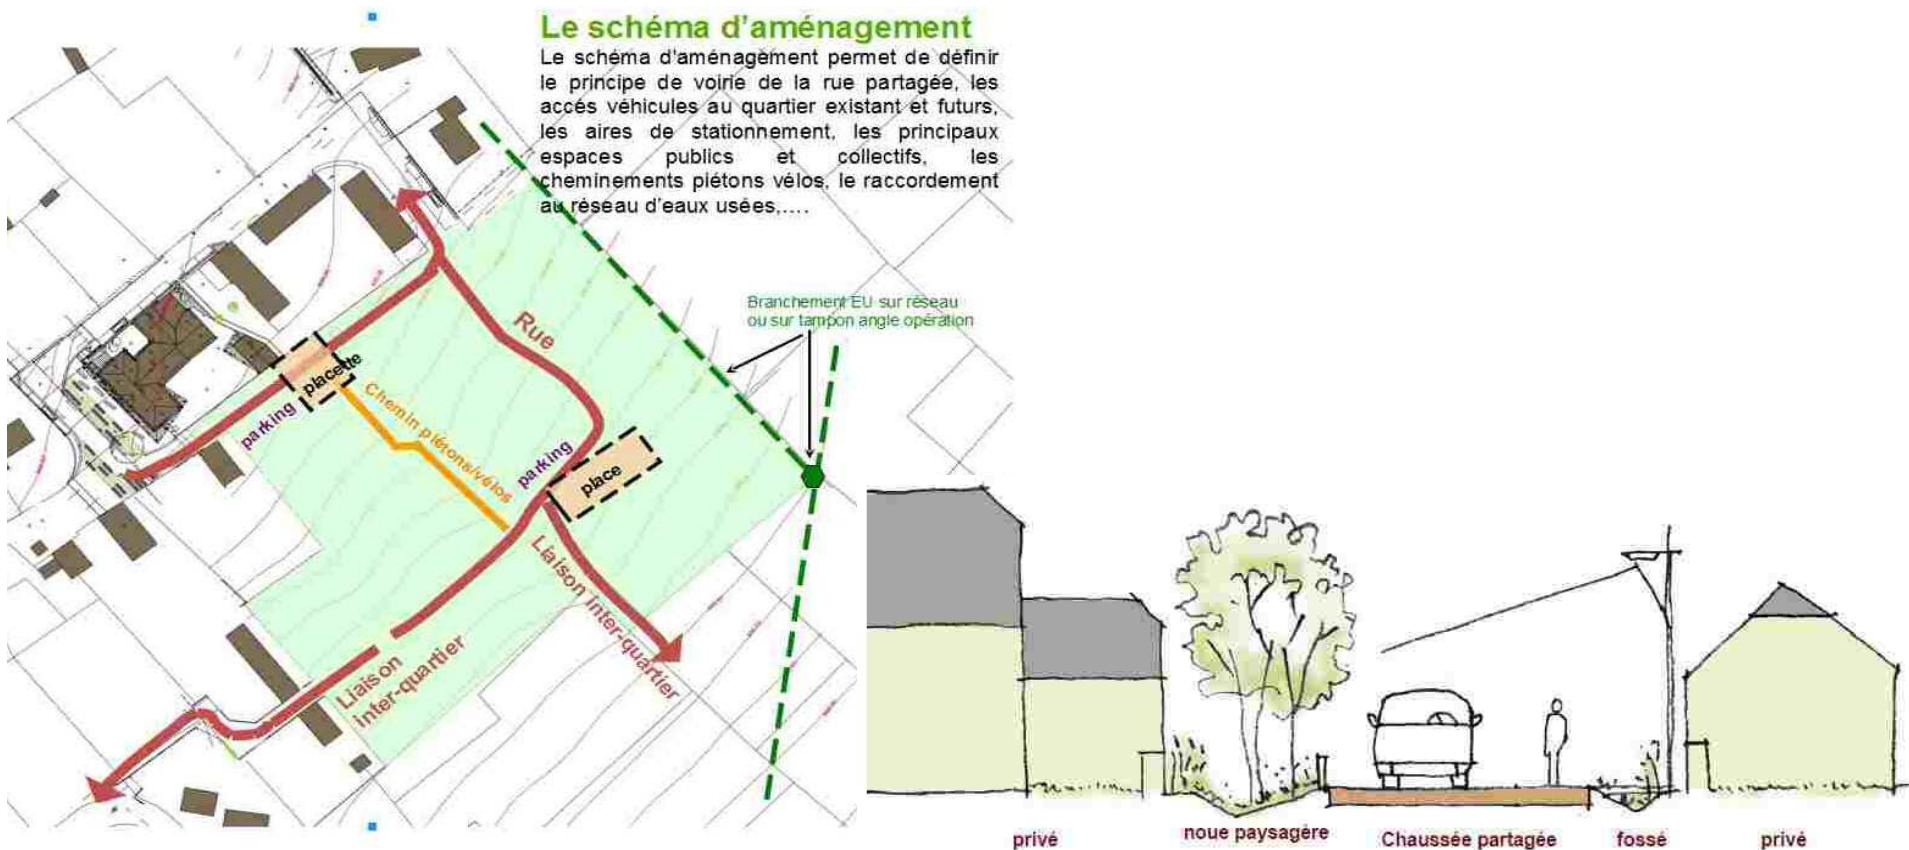 Le schéma d'aménagement
Le schéma d'aménagement permet de définir
le principe de voirie de la rue partagée, les
accés véhicules au quartier existant et futurs,
les aires de stationnement, les principaux
espaces publics et collectifs, les
cheminements piétons vélos, le raccordement
au réseau d'eaux usées,....
Branchement EU sur réseau
ou sur tampon angle opération
Rue
placette
parking
Chemin piétons/vélos
parking
place
Liaison inter-quartier
Liaison
inter-quartier
privé
noue paysagère
Chaussée partagée
fossé
privé